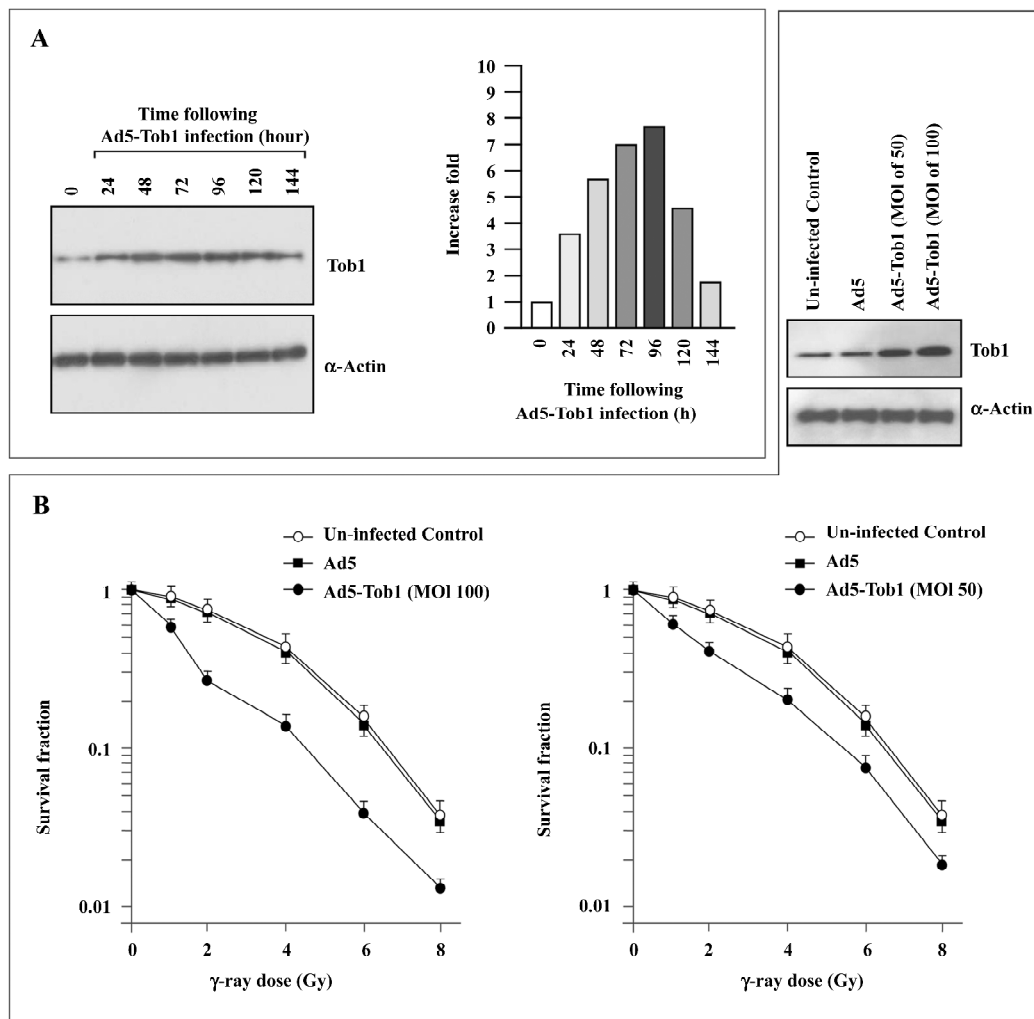 A
Time following
Ad5-Tob1 infection (hour)
0 24 48 72 96 120 144
Tob1
α-Actin
Increase fold
10
9
8
7
6
5
4
3
2
1
0
0 24 48 72 96 120 144
Time following
Ad5-Tob1 infection (h)
Un-infected Control
Ad5
Ad5-Tob1 (MOI of 50)
Ad5-Tob1 (MOI of 100)
Tob1
α-Actin
B
Un-infected Control
Ad5
Ad5-Tob1 (MOI 100)
Survival fraction
1
0.1
0.01
0 2 4 6 8
γ-ray dose (Gy)
Un-infected Control
Ad5
Ad5-Tob1 (MOI 50)
Survival fraction
1
0.1
0.01
0 2 4 6 8
γ-ray dose (Gy)